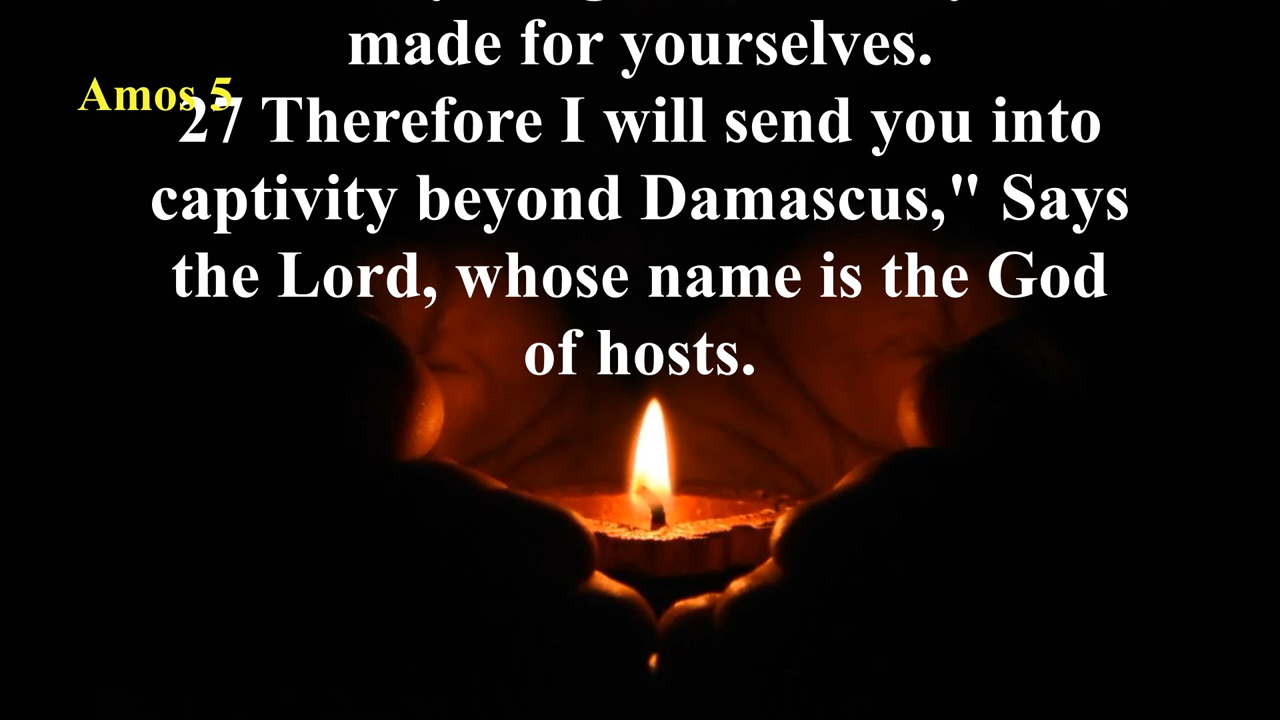 made for yourselves.
Amos 5
27 Therefore I will send you into
captivity beyond Damascus," Says
the Lord, whose name is the God
of hosts.